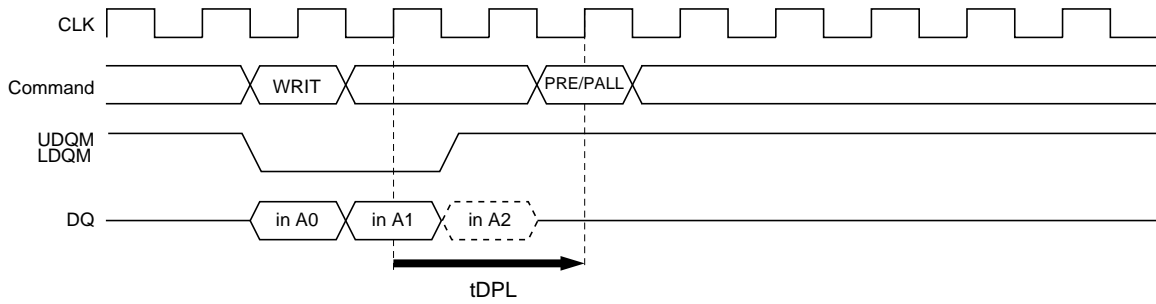 CLK
Command
WRIT
PRE/PALL
UDQM
LDQM
DQ
in A0
in A1
in A2
tDPL